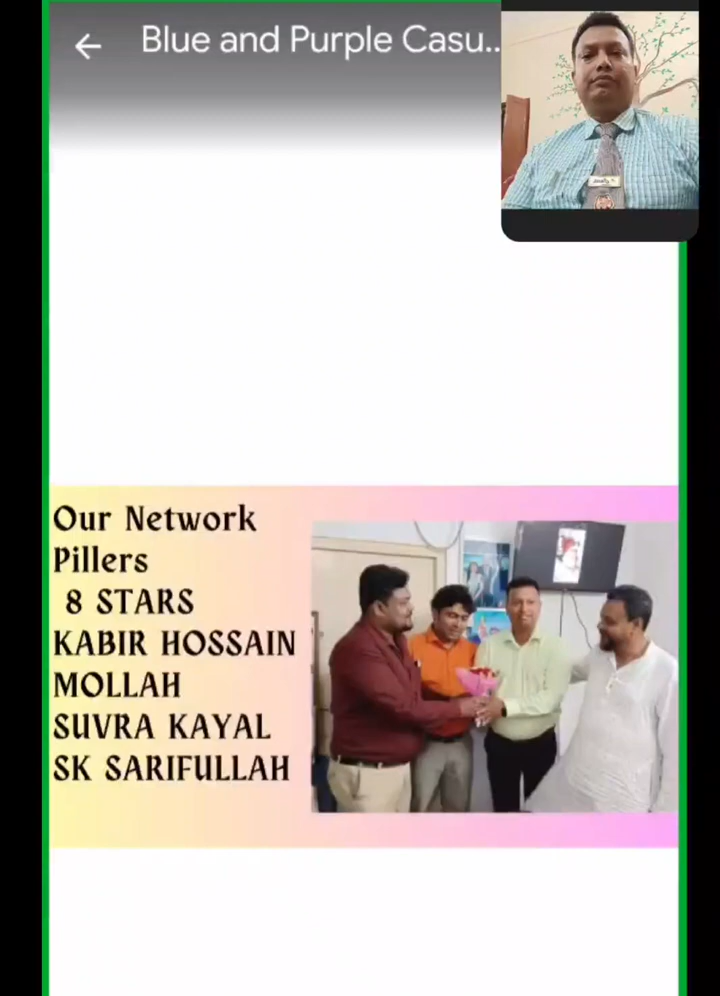 Blue and Purple Casu..
Our Network
Pillers
8 STARS
KABIR HOSSAIN
MOLLAH
SUVRA KAYAL
SK SARIFULLAH